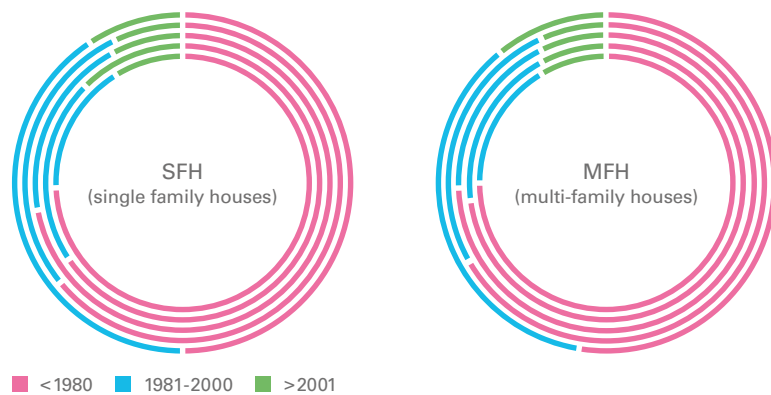 SFH
(single family houses)
MFH
(multi-family houses)
<1980 1981-2000 >2001